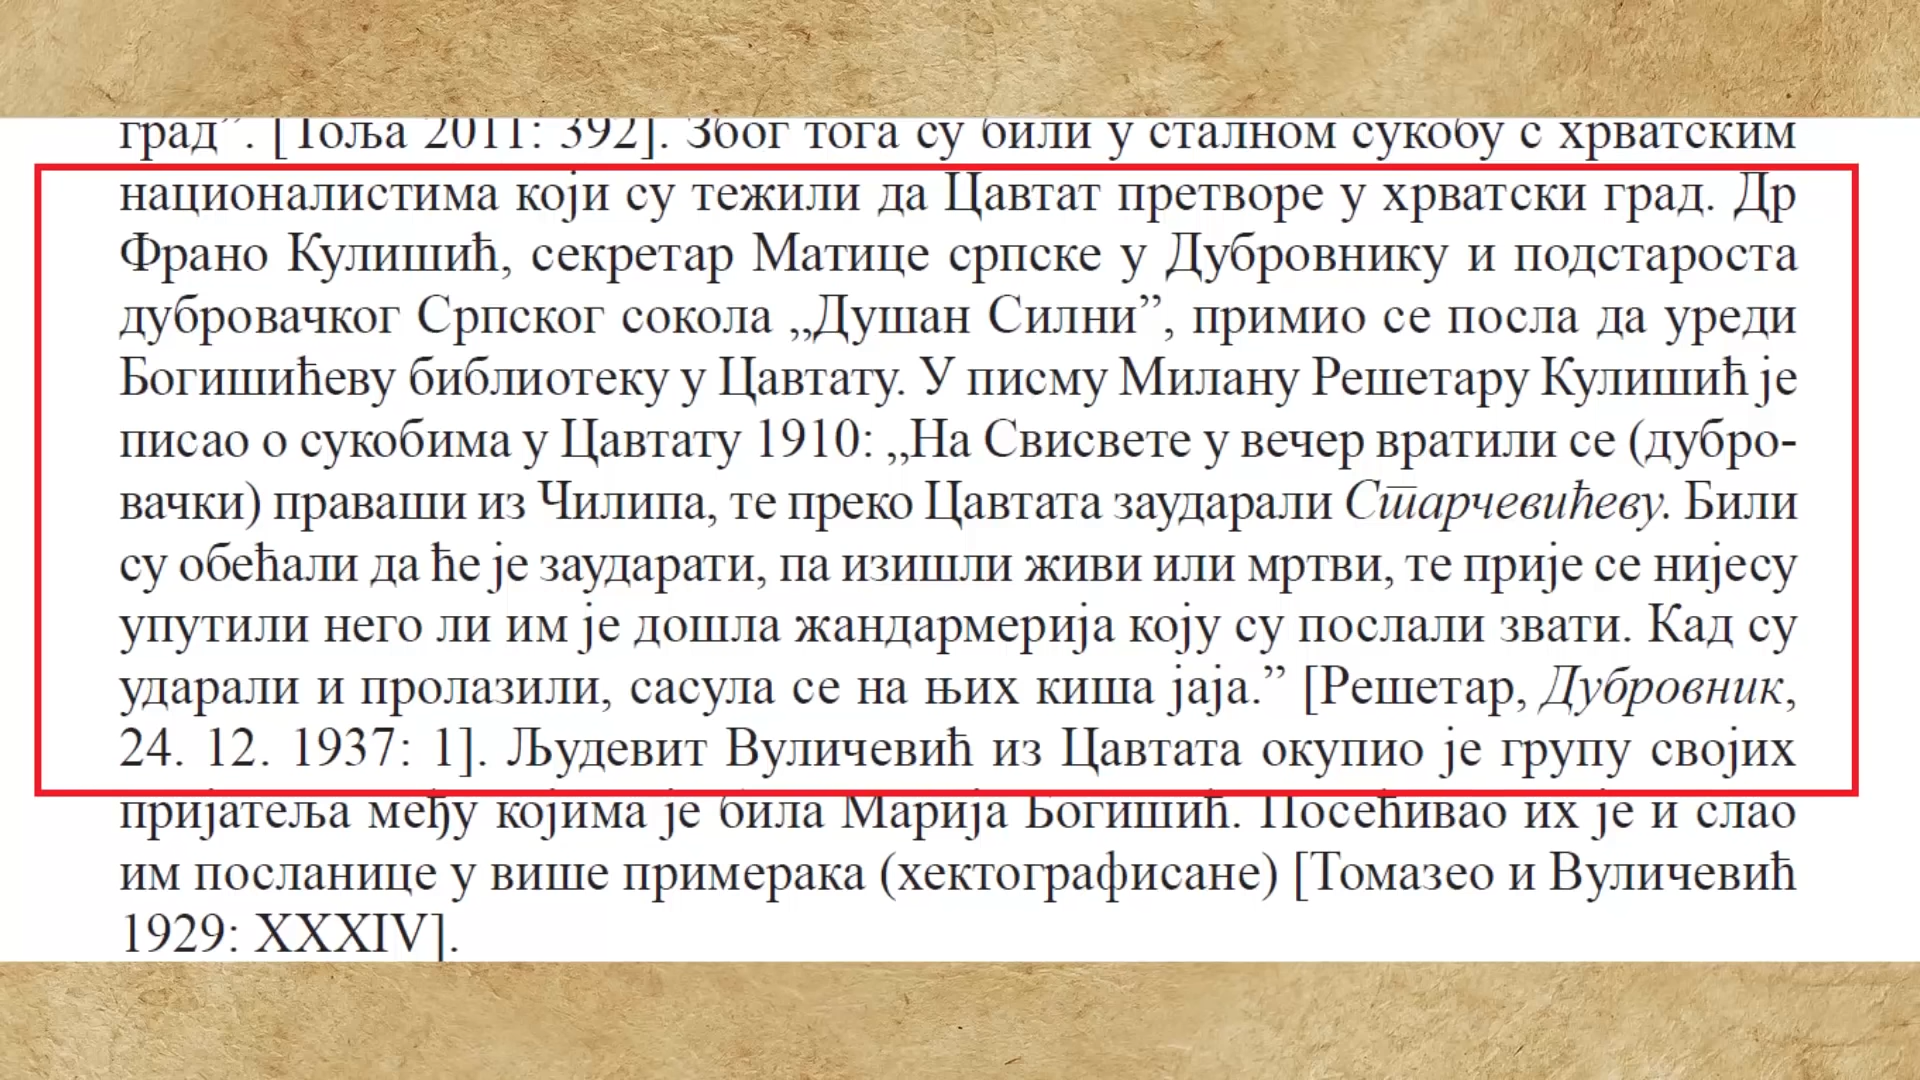 град”. [Тоља 2011: 392]. Због тога су били у сталном сукобу с хрватским
националистима који су тежили да Цавтат претворе у хрватски град. Др
Франо Кулишић, секретар Матице српске у Дубровнику и подстароста
дубровачког Српског сокола „Душан Силни”, примио се посла да уреди
Богишићеву библиотеку у Цавтату. У писму Милану Решетару Кулишић је
писао о сукобима у Цавтату 1910: „На Свисвете у вечер вратили се (дубро-
вачки) праваши из Чилипа, те преко Цавтата заударали Старчевићеву. Били
су обећали да ће је заударати, па изишли живи или мртви, те прије се нијесу
упутили него ли им је дошла жандармерија коју су послали звати. Кад су
ударали и пролазили, сасула се на њих киша јаја.” [Решетар, Дубровник,
24. 12. 1937: 1]. Људевит Вуличевић из Цавтата окупио је групу својих
пријатеља међу којима је била Марија Богишић. Посећивао их је и слао
им посланице у више примерака (хектографисане) [Томазео и Вуличевић
1929: XXXIV].